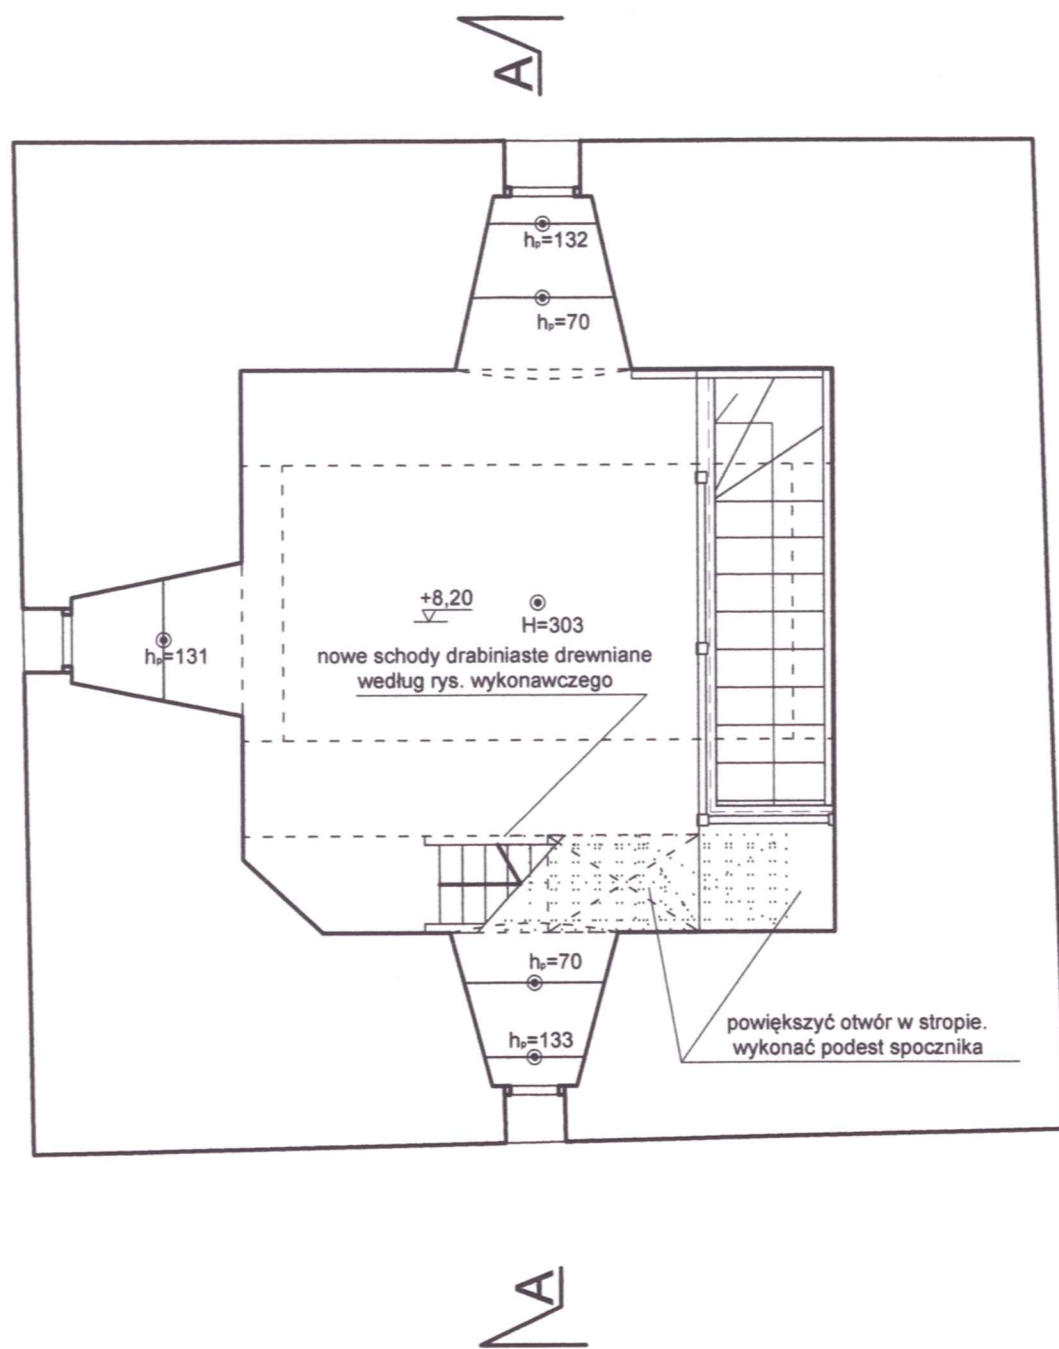 A
hₚ=132
hₚ=70
+8,20
H=303
hₚ=131
nowe schody drabiniaste drewniane
według rys. wykonawczego
hₚ=70
hₚ=133
powiększyć otwór w stropie.
wykonać podest spocznika
A